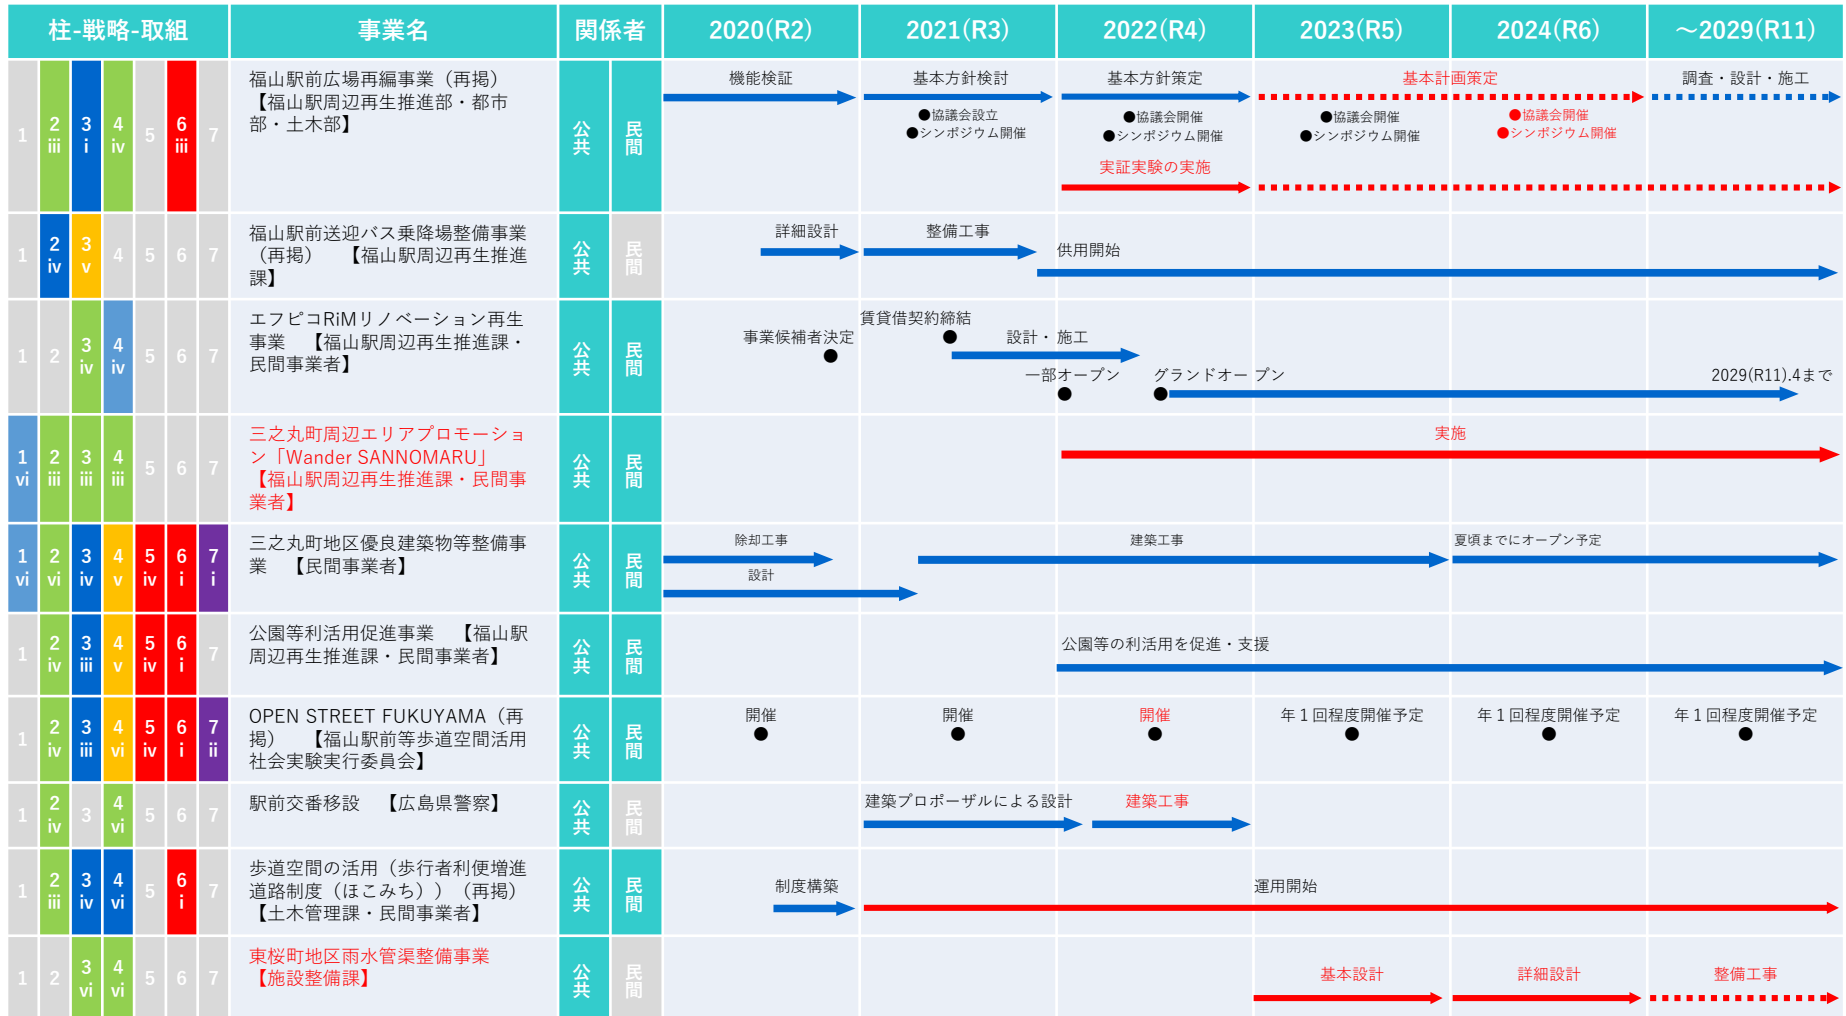 柱-戦略-取組 事業名 関係者 2020(R2) 2021(R3) 2022(R4) 2023(R5) 2024(R6) ～2029(R11)
1 2 iii 3 i 4 iv 5 6 iii 7
福山駅前広場再編事業（再掲）
【福山駅周辺再生推進部・都市
部・土木部】
公共 民間
機能検証 基本方針検討 基本方針策定 基本計画策定 調査・設計・施工
●協議会設立 ●協議会開催 ●協議会開催 ●協議会開催
●シンポジウム開催 ●シンポジウム開催 ●シンポジウム開催 ●シンポジウム開催
実証実験の実施
1 2 iv 3 v 4 5 6 7
福山駅前送迎バス乗降場整備事業
（再掲） 【福山駅周辺再生推進
課】
公共 民間
詳細設計 整備工事 供用開始
1 2 3 iv 4 iv 5 6 7
エフピコRiMリノベーション再生
事業 【福山駅周辺再生推進課・
民間事業者】
公共 民間
賃貸借契約締結
事業候補者決定 設計・施工
一部オープン グランドオープン 2029(R11).4まで
1 vi 2 iii 3 iii 4 iii 5 6 7
三之丸町周辺エリアプロモーショ
ン「Wander SANNOMARU」
【福山駅周辺再生推進課・民間事
業者】
公共 民間
実施
1 vi 2 vi 3 iv 4 v 5 iv 6 i 7 i
三之丸町地区優良建築物等整備事
業 【民間事業者】
公共 民間
除却工事 建築工事 夏頃までにオープン予定
設計
1 2 iv 3 iii 4 v 5 iv 6 i 7
公園等利活用促進事業 【福山駅
周辺再生推進課・民間事業者】
公共 民間
公園等の利活用を促進・支援
1 2 iv 3 iii 4 vi 5 iv 6 i 7 ii
OPEN STREET FUKUYAMA（再
掲） 【福山駅前等歩道空間活用
社会実験実行委員会】
公共 民間
開催 開催 開催 年１回程度開催予定 年１回程度開催予定 年１回程度開催予定
1 2 iv 3 4 vi 5 6 7
駅前交番移設 【広島県警察】
公共 民間
建築プロポーザルによる設計 建築工事
1 2 iii 3 iv 4 vi 5 6 i 7
歩道空間の活用（歩行者利便増進
道路制度（ほこみち））（再掲）
【土木管理課・民間事業者】
公共 民間
制度構築 運用開始
1 2 3 vi 4 vi 5 6 7
東桜町地区雨水管渠整備事業
【施設整備課】
公共 民間
基本設計 詳細設計 整備工事